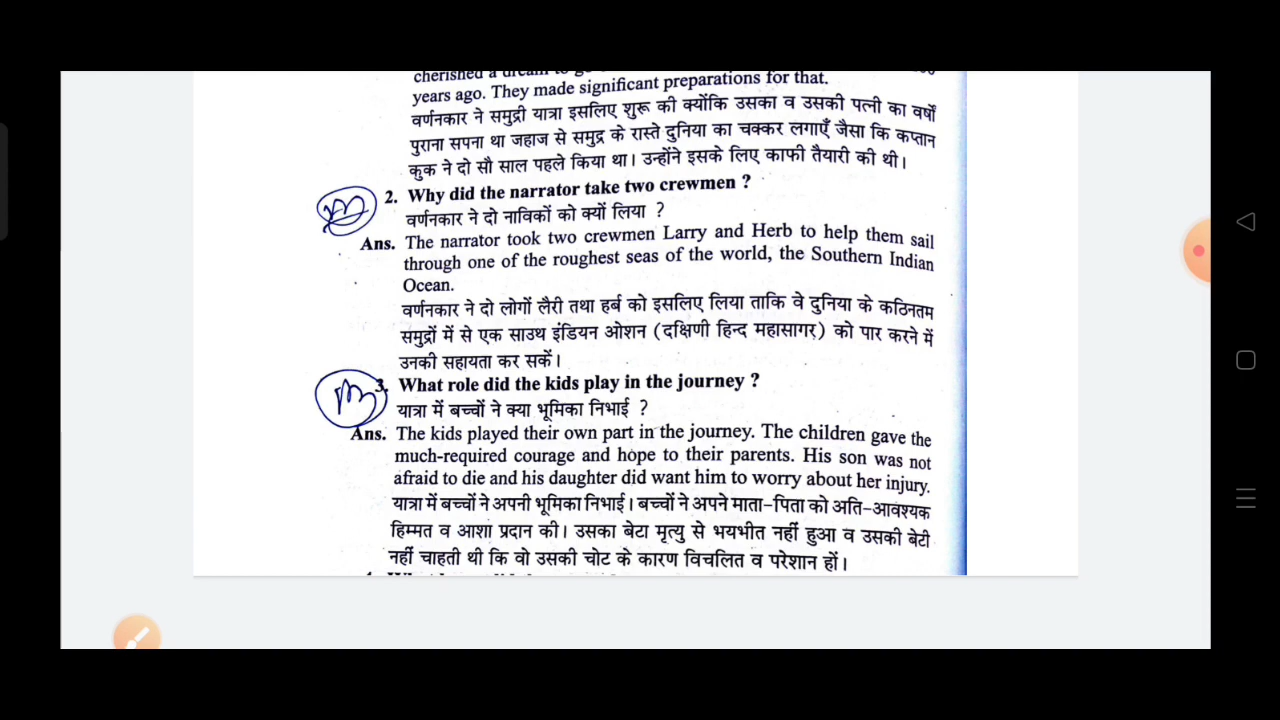 cherished a dream to
years ago. They made significant preparations for that.
वर्णनकार ने समुद्री यात्रा इसलिए शुरू की क्योंकि उसका व उसकी पत्नी का वर्षों
पुराना सपना था जहाज से समुद्र के रास्ते दुनिया का चक्कर लगाएँ जैसा कि कप्तान
कुक ने दो सौ साल पहले किया था। उन्होंने इसके लिए काफी तैयारी की थी।
2. Why did the narrator take two crewmen ?
वर्णनकार ने दो नाविकों को क्यों लिया ?
Ans. The narrator took two crewmen Larry and Herb to help them sail
through one of the roughest seas of the world, the Southern Indian
Ocean.
वर्णनकार ने दो लोगों लैरी तथा हर्ब को इसलिए लिया ताकि वे दुनिया के कठिनतम
समुद्रों में से एक साउथ इंडियन ओशन (दक्षिणी हिन्द महासागर) को पार करने में
उनकी सहायता कर सकें।
3. What role did the kids play in the journey ?
यात्रा में बच्चों ने क्या भूमिका निभाई ?
Ans. The kids played their own part in the journey. The children gave the
much-required courage and hope to their parents. His son was not
afraid to die and his daughter did want him to worry about her injury.
यात्रा में बच्चों ने अपनी भूमिका निभाई। बच्चों ने अपने माता-पिता को अति-आवश्यक
हिम्मत व आशा प्रदान की। उसका बेटा मृत्यु से भयभीत नहीं हुआ व उसकी बेटी
नहीं चाहती थी कि वो उसकी चोट के कारण विचलित व परेशान हों।